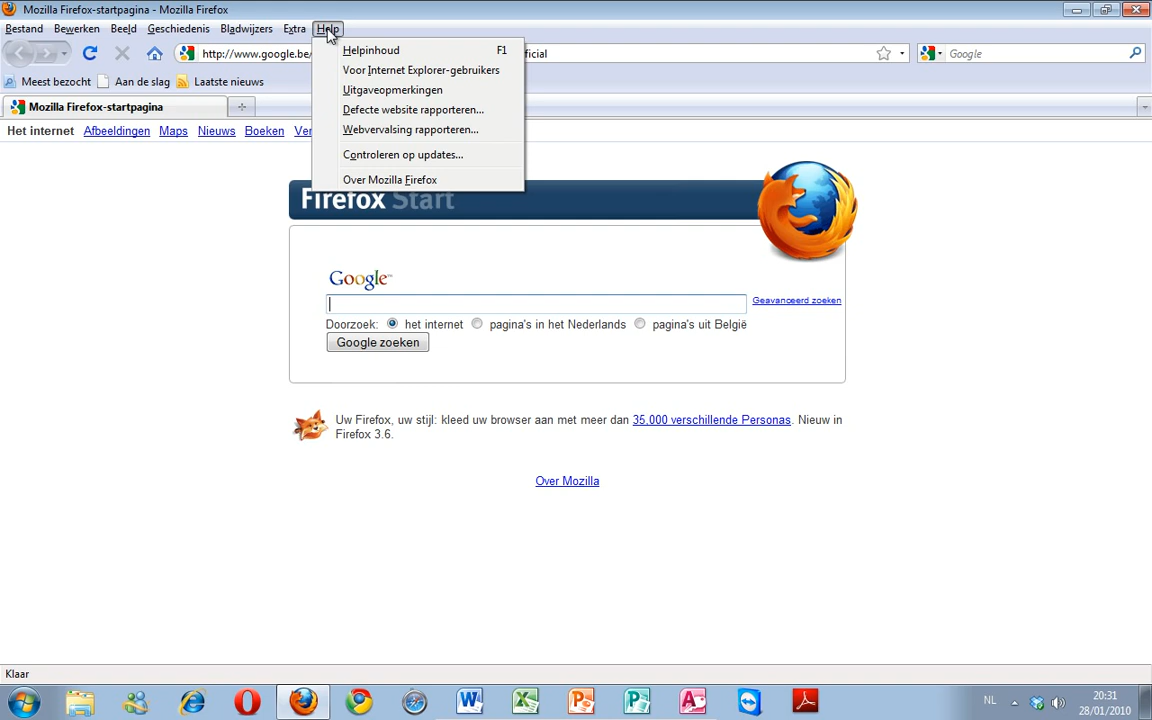 Mozilla Firefox-startpagina - Mozilla Firefox
Bestand Bewerken Beeld Geschiedenis Bladwijzers Extra Help
http://www.google.be/
ficial
Google
Helpinhoud F1
Voor Internet Explorer-gebruikers
Uitgaveopmerkingen
Defecte website rapporteren...
Webvervalsing rapporteren...
Controleren op updates...
Over Mozilla Firefox
Meest bezocht Aan de slag Laatste nieuws
Mozilla Firefox-startpagina
Het internet Afbeeldingen Maps Nieuws Boeken Ver
Firefox Start
Google™
Geavanceerd zoeken
Doorzoek: het internet pagina's in het Nederlands pagina's uit België
Google zoeken
Uw Firefox, uw stijl: kleed uw browser aan met meer dan 35,000 verschillende Personas. Nieuw in
Firefox 3.6.
Over Mozilla
Klaar
NL
20:31
28/01/2010